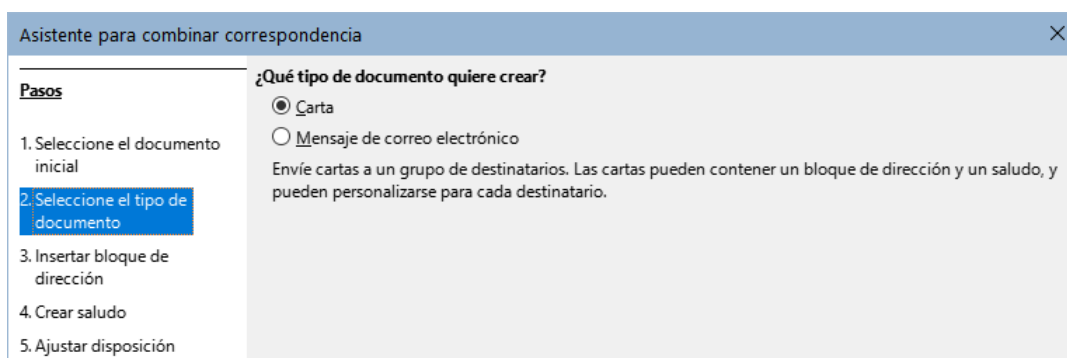 Asistente para combinar correspondencia
Pasos
1. Seleccione el documento
inicial
2. Seleccione el tipo de
documento
3. Insertar bloque de
dirección
4. Crear saludo
5. Ajustar disposición
¿Qué tipo de documento quiere crear?
Carta
Mensaje de correo electrónico
Envíe cartas a un grupo de destinatarios. Las cartas pueden contener un bloque de dirección y un saludo, y
pueden personalizarse para cada destinatario.